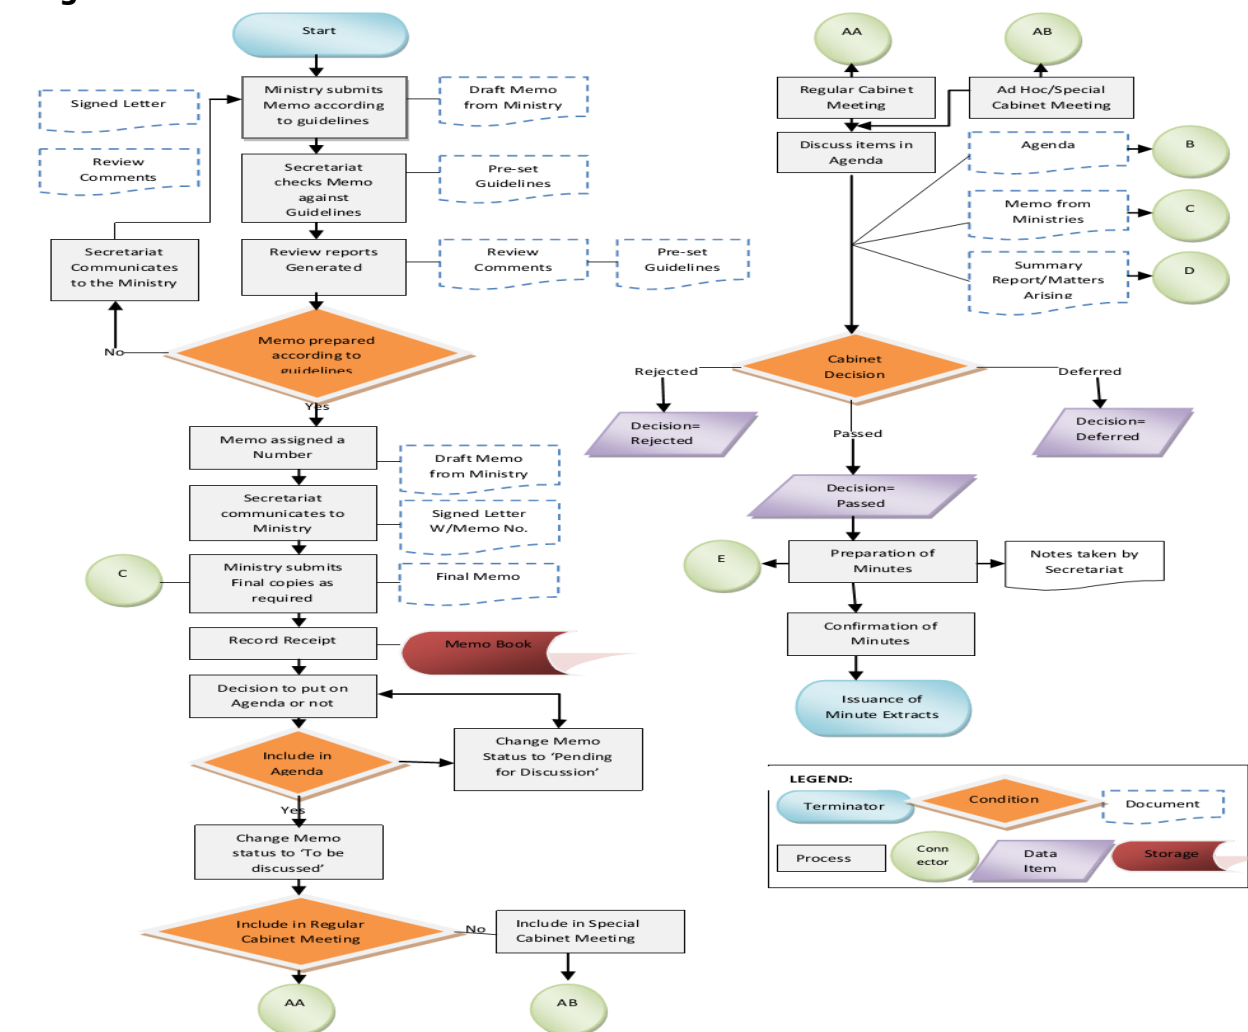 Start
Ministry submits
Memo according
to guidelines
Draft Memo
from Ministry
Signed Letter
Review
Comments
Secretariat
checks Memo
against
Guidelines
Pre-set
Guidelines
Secretariat
Communicates
to the Ministry
Review reports
Generated
Review
Comments
Pre-set
Guidelines
Memo prepared
according to
guidelines
No
Yes
Memo assigned a
Number
Draft Memo
from Ministry
Secretariat
communicates to
Ministry
Signed Letter
W/Memo No.
C
Ministry submits
Final copies as
required
Final Memo
Record Receipt
Memo Book
Decision to put on
Agenda or not
Include in
Agenda
Change Memo
Status to ‘Pending
for Discussion’
Yes
Change Memo
status to ‘To be
discussed’
Include in Regular
Cabinet Meeting
No
Include in Special
Cabinet Meeting
AA
AB
AA
AB
Regular Cabinet
Meeting
Ad Hoc/Special
Cabinet Meeting
Discuss items in
Agenda
Agenda
B
Memo from
Ministries
C
Summary
Report/Matters
Arising
D
Cabinet
Decision
Rejected
Deferred
Decision=
Rejected
Decision=
Deferred
Passed
Decision=
Passed
E
Preparation of
Minutes
Notes taken by
Secretariat
Confirmation of
Minutes
Issuance of
Minute Extracts
LEGEND:
Terminator
Condition
Document
Process
Conn
ector
Data
Item
Storage